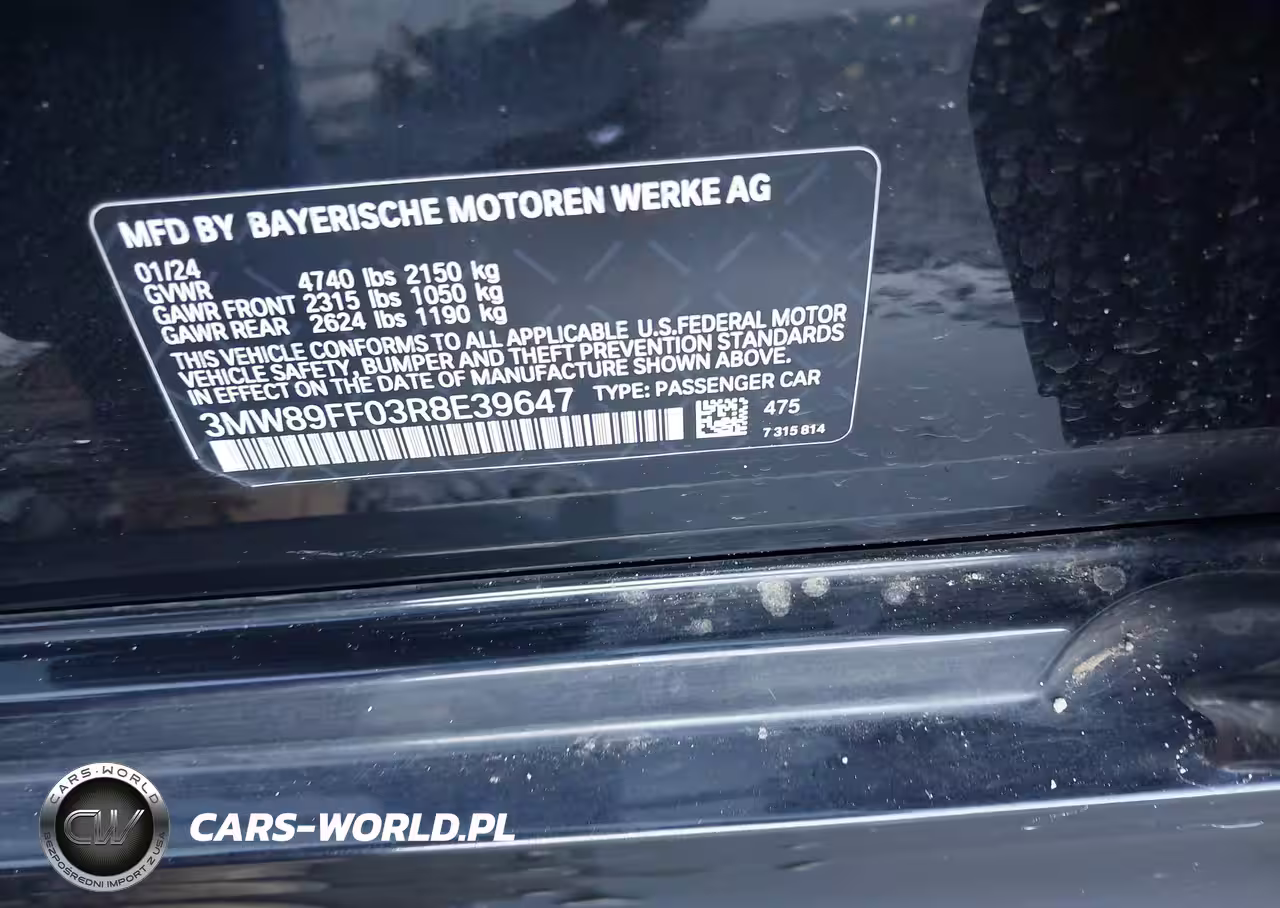 MFD BY BAYERISCHE MOTOREN WERKE AG
01/24
GVWR 4740 lbs 2150 kg
GAWR FRONT 2315 lbs 1050 kg
GAWR REAR 2624 lbs 1190 kg
THIS VEHICLE CONFORMS TO ALL APPLICABLE U.S.FEDERAL MOTOR
VEHICLE SAFETY, BUMPER AND THEFT PREVENTION STANDARDS
IN EFFECT ON THE DATE OF MANUFACTURE SHOWN ABOVE.
3MW89FF03R8E39647 TYPE: PASSENGER CAR
475
7 315 814
CARS-WORLD
CW
BEZPOŚREDNI IMPORT Z USA
CARS-WORLD.PL